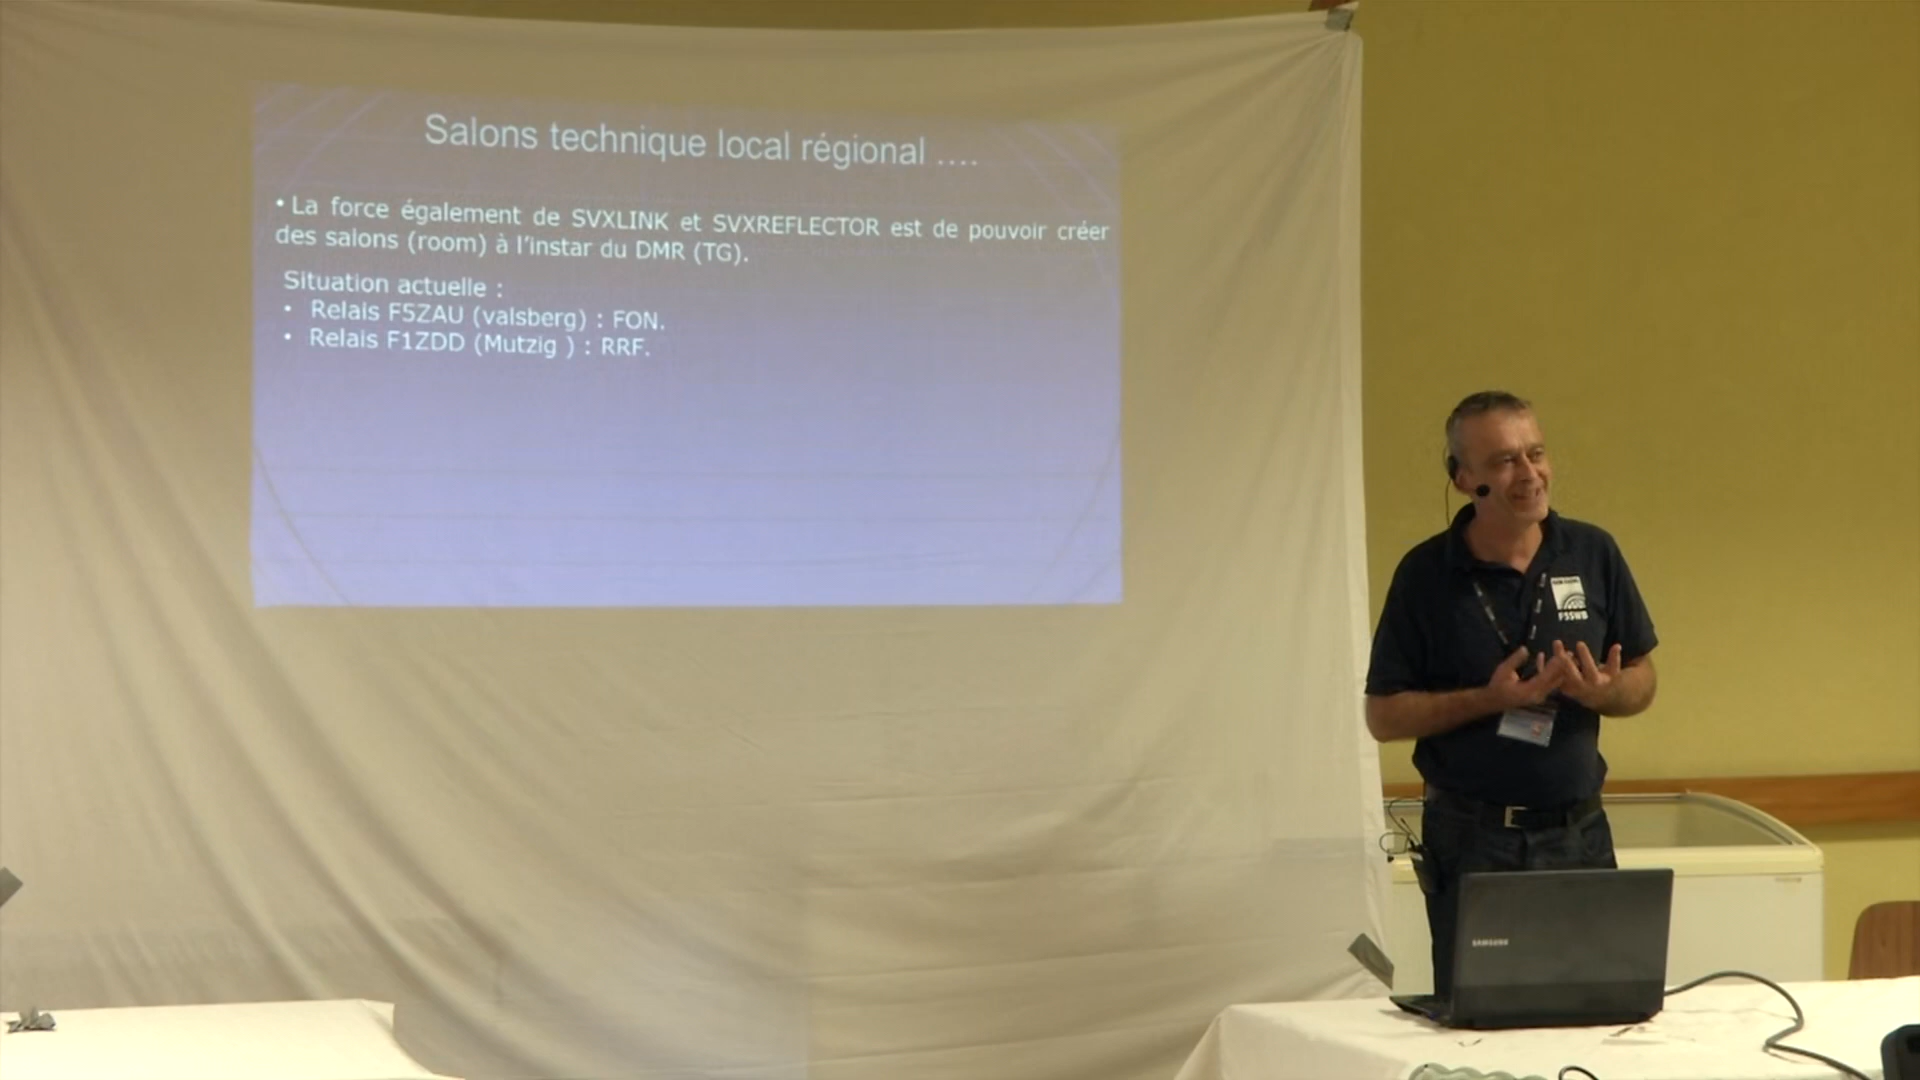 Salons technique local régional ....
• La force également de SVXLINK et SVXREFLECTOR est de pouvoir créer
des salons (room) à l'instar du DMR (TG).
Situation actuelle :
• Relais F5ZAU (valsberg) : FON.
• Relais F1ZDD (Mutzig ) : RRF.
F5SWB
SAMSUNG